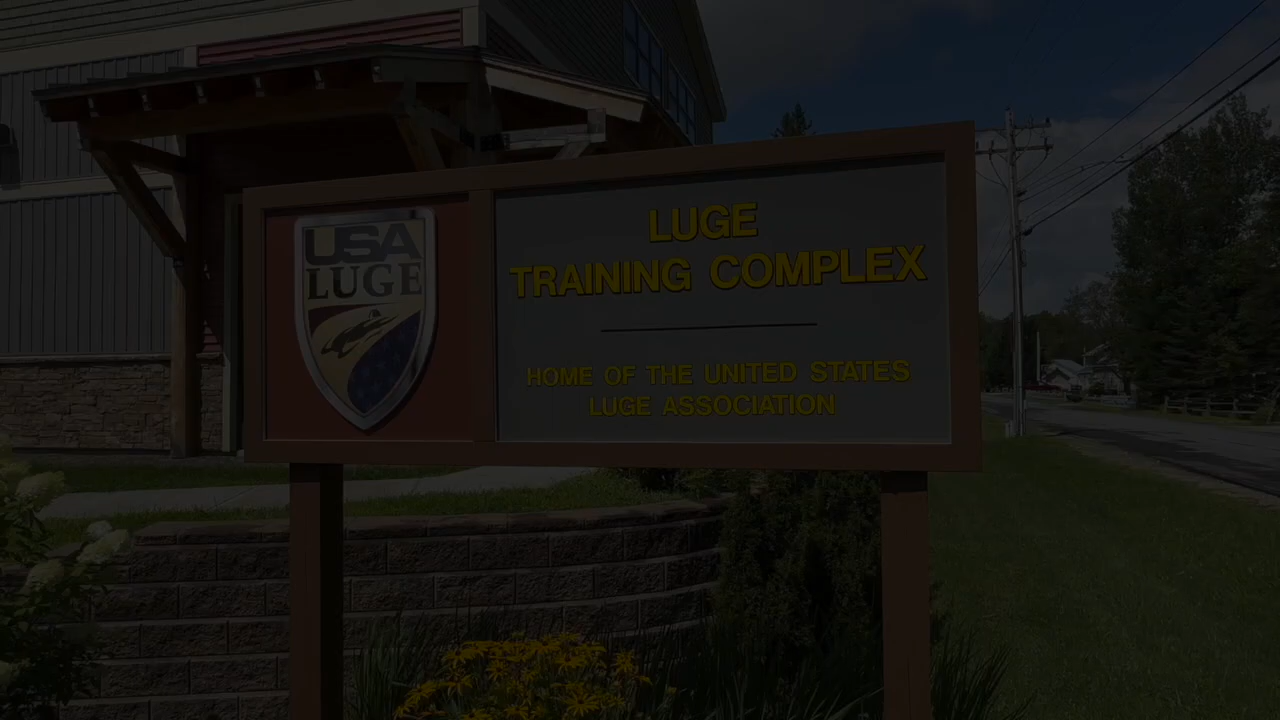 USA
LUGE
LUGE
TRAINING COMPLEX
HOME OF THE UNITED STATES
LUGE ASSOCIATION